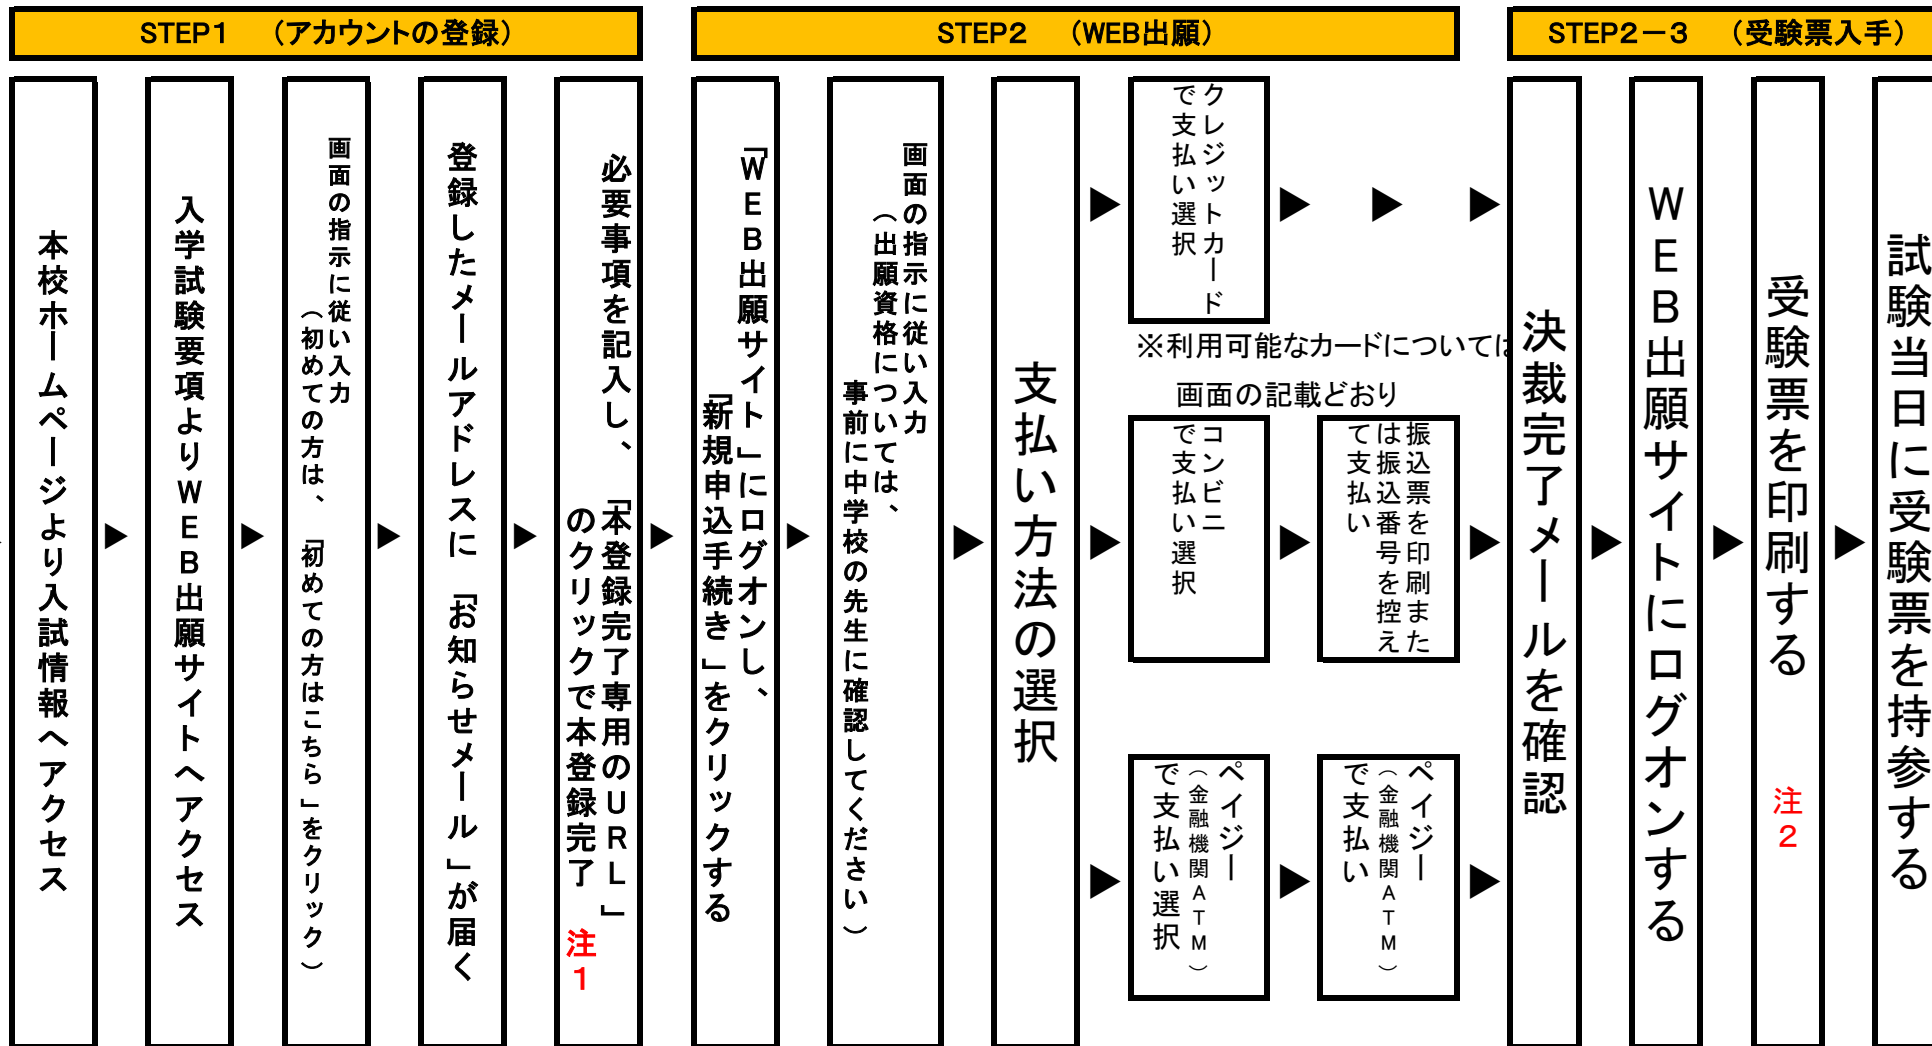 STEP1　（アカウントの登録）
本校ホームページより入試情報へアクセス
入学試験要項よりＷＥＢ出願サイトへアクセス
画面の指示に従い入力
（初めての方は、「初めての方はこちら」をクリック）
登録したメールアドレスに「お知らせメール」が届く
必要事項を記入し、「本登録完了専用のＵＲＬ」
のクリックで本登録完了　注１
STEP2　（WEB出願）
「ＷＥＢ出願サイト」にログオンし、
「新規申込手続き」をクリックする
画面の指示に従い入力
（出願資格については、
事前に中学校の先生に確認してください）
支払い方法の選択
クレジットカード
で支払い選択
※利用可能なカードについては
画面の記載どおり
コンビニ
で支払い選択
振込票を印刷また
は振込番号を控え
て支払い
ペイジー
（金融機関ＡＴＭ）
で支払い選択
ペイジー
（金融機関ＡＴＭ）
で支払い
STEP2－3　（受験票入手）
決裁完了メールを確認
ＷＥＢ出願サイトにログオンする
受験票を印刷する　注２
試験当日に受験票を持参する